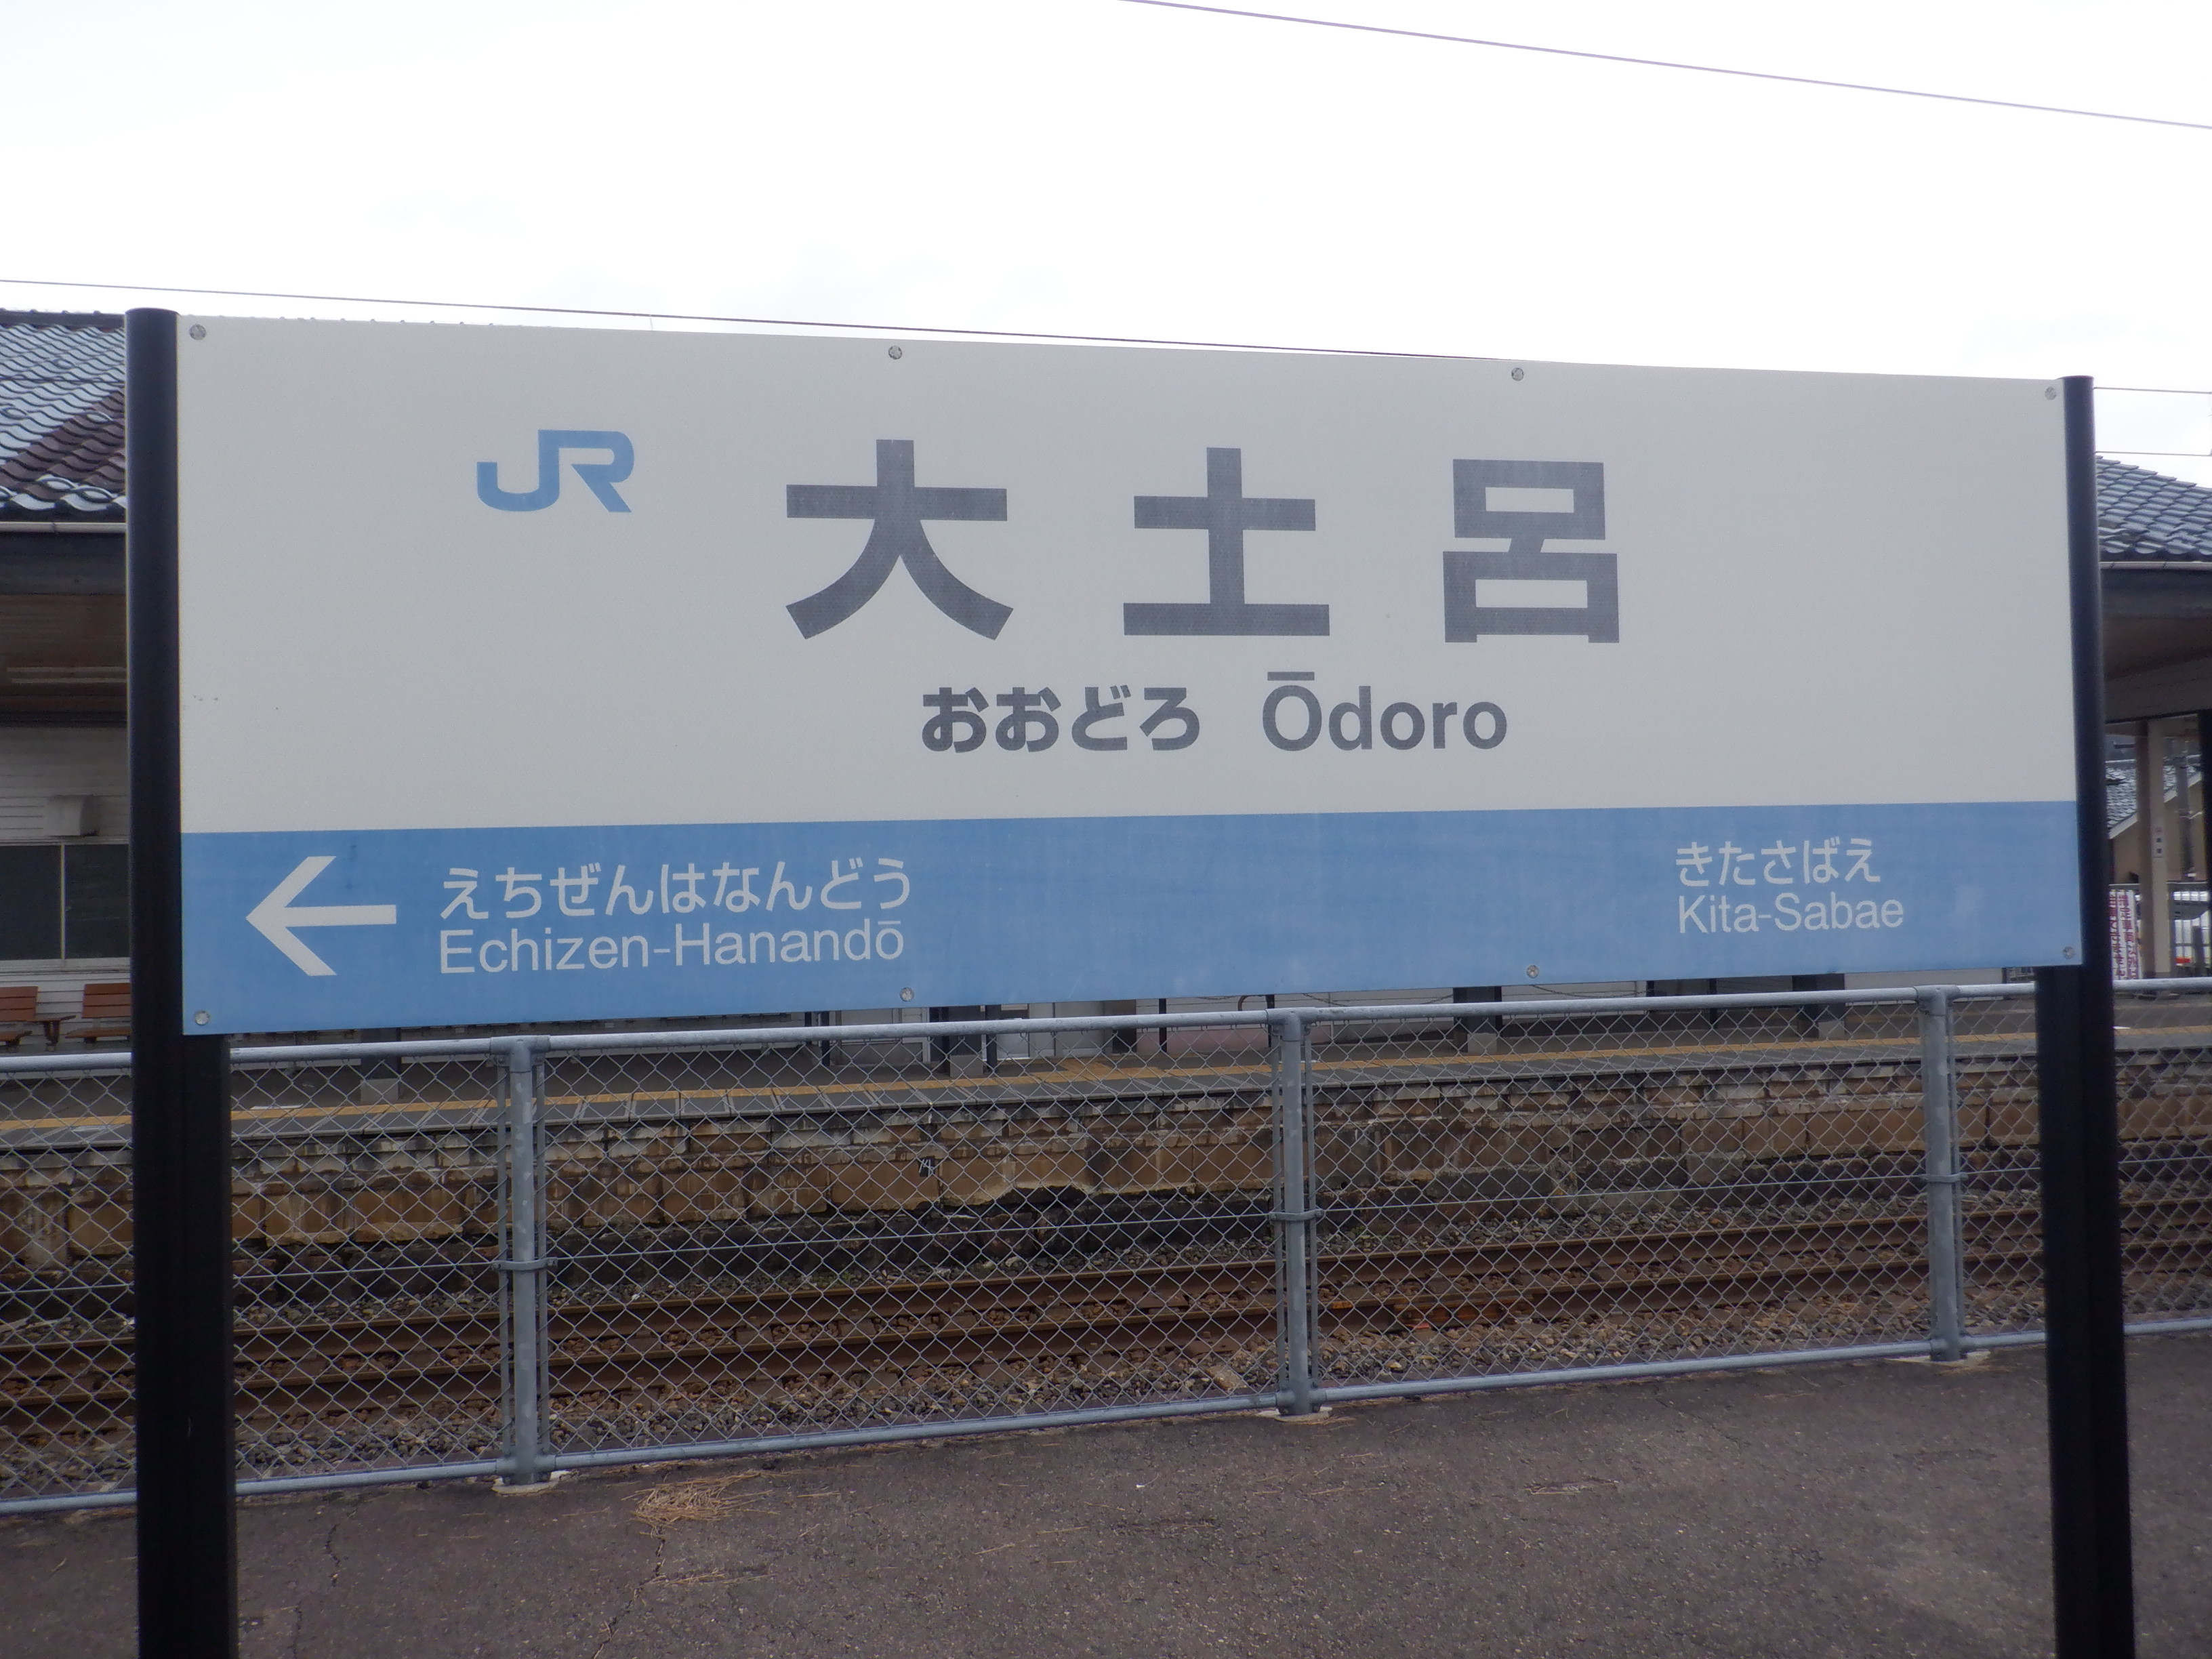 JR 大土呂
おおどろ Ōdoro
えちぜんはなんどう
Echizen-Hanandō
きたさばえ
Kita-Sabae